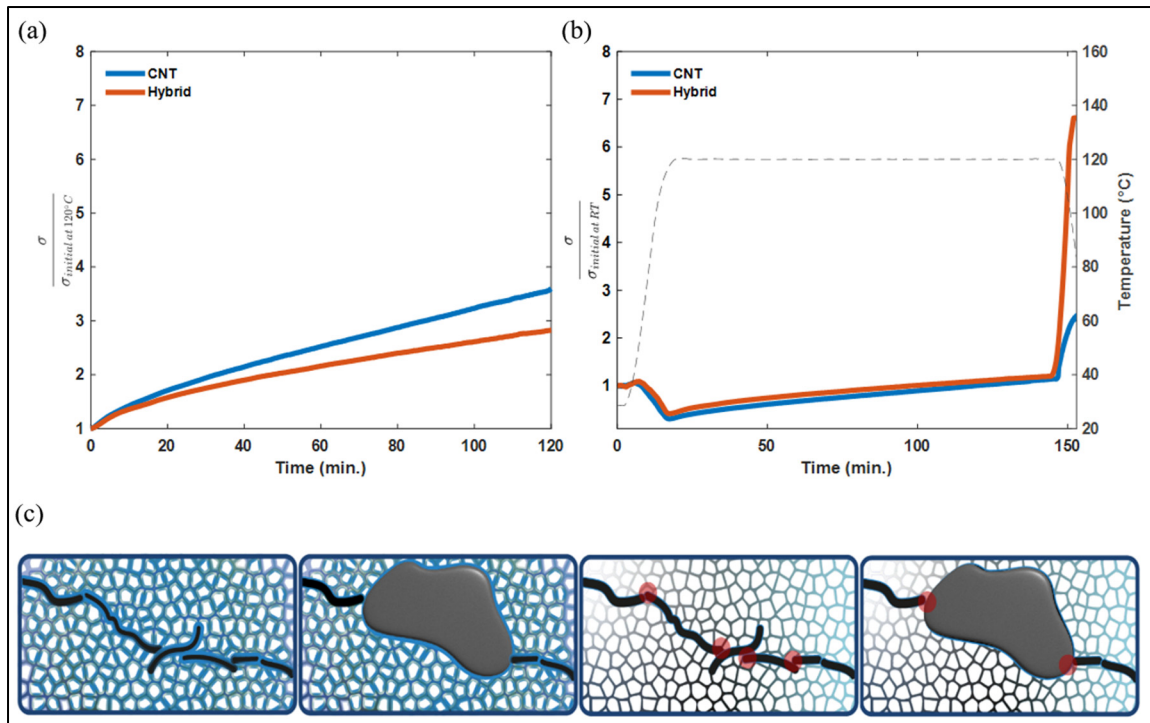 (a)
8
7
6
5
4
3
2
1
σ
σinitial at 120°C
CNT
Hybrid
0
20
40
60
80
100
120
Time (min.)
(b)
8
7
6
5
4
3
2
1
σ
σinitial at RT
CNT
Hybrid
160
140
120
100
80
60
40
20
Temperature (°C)
0
50
100
150
Time (min.)
(c)